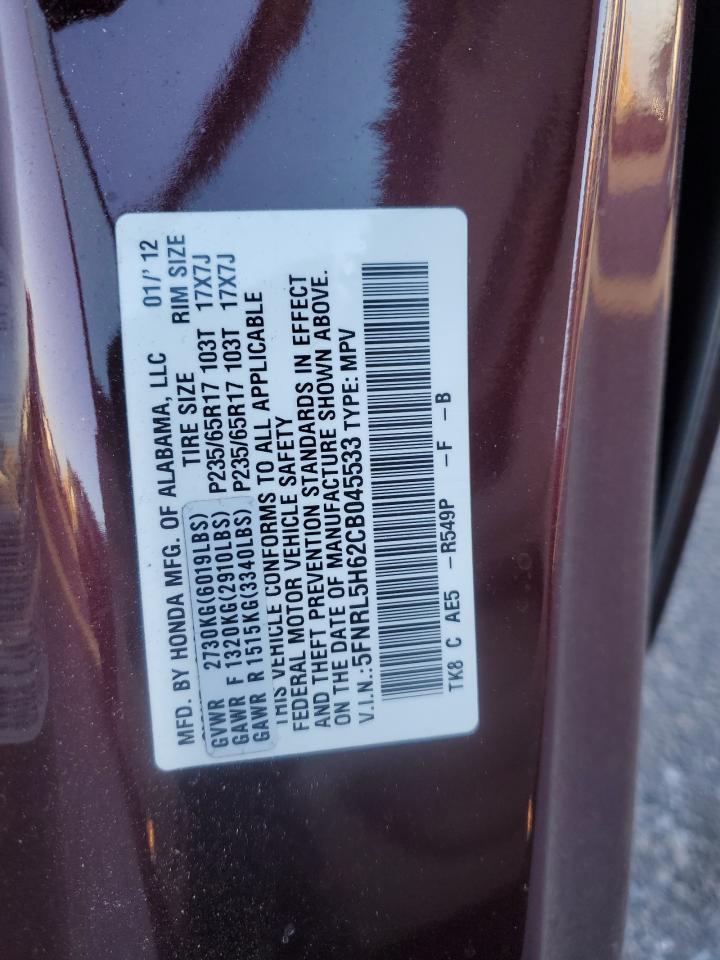 MFD. BY HONDA MFG. OF ALABAMA, LLC 01/' 12
TIRE SIZE RIM SIZE
GVWR 2730KG(6019LBS)
GAWR F 1320KG(2910LBS) P235/65R17 103T 17X7J
GAWR R 1515KG(3340LBS) P235/65R17 103T 17X7J
THIS VEHICLE CONFORMS TO ALL APPLICABLE
FEDERAL MOTOR VEHICLE SAFETY
AND THEFT PREVENTION STANDARDS IN EFFECT
ON THE DATE OF MANUFACTURE SHOWN ABOVE.
V.I.N.:5FNRL5H62CB045533 TYPE: MPV
TK8 C AE5 -R549P -F -B